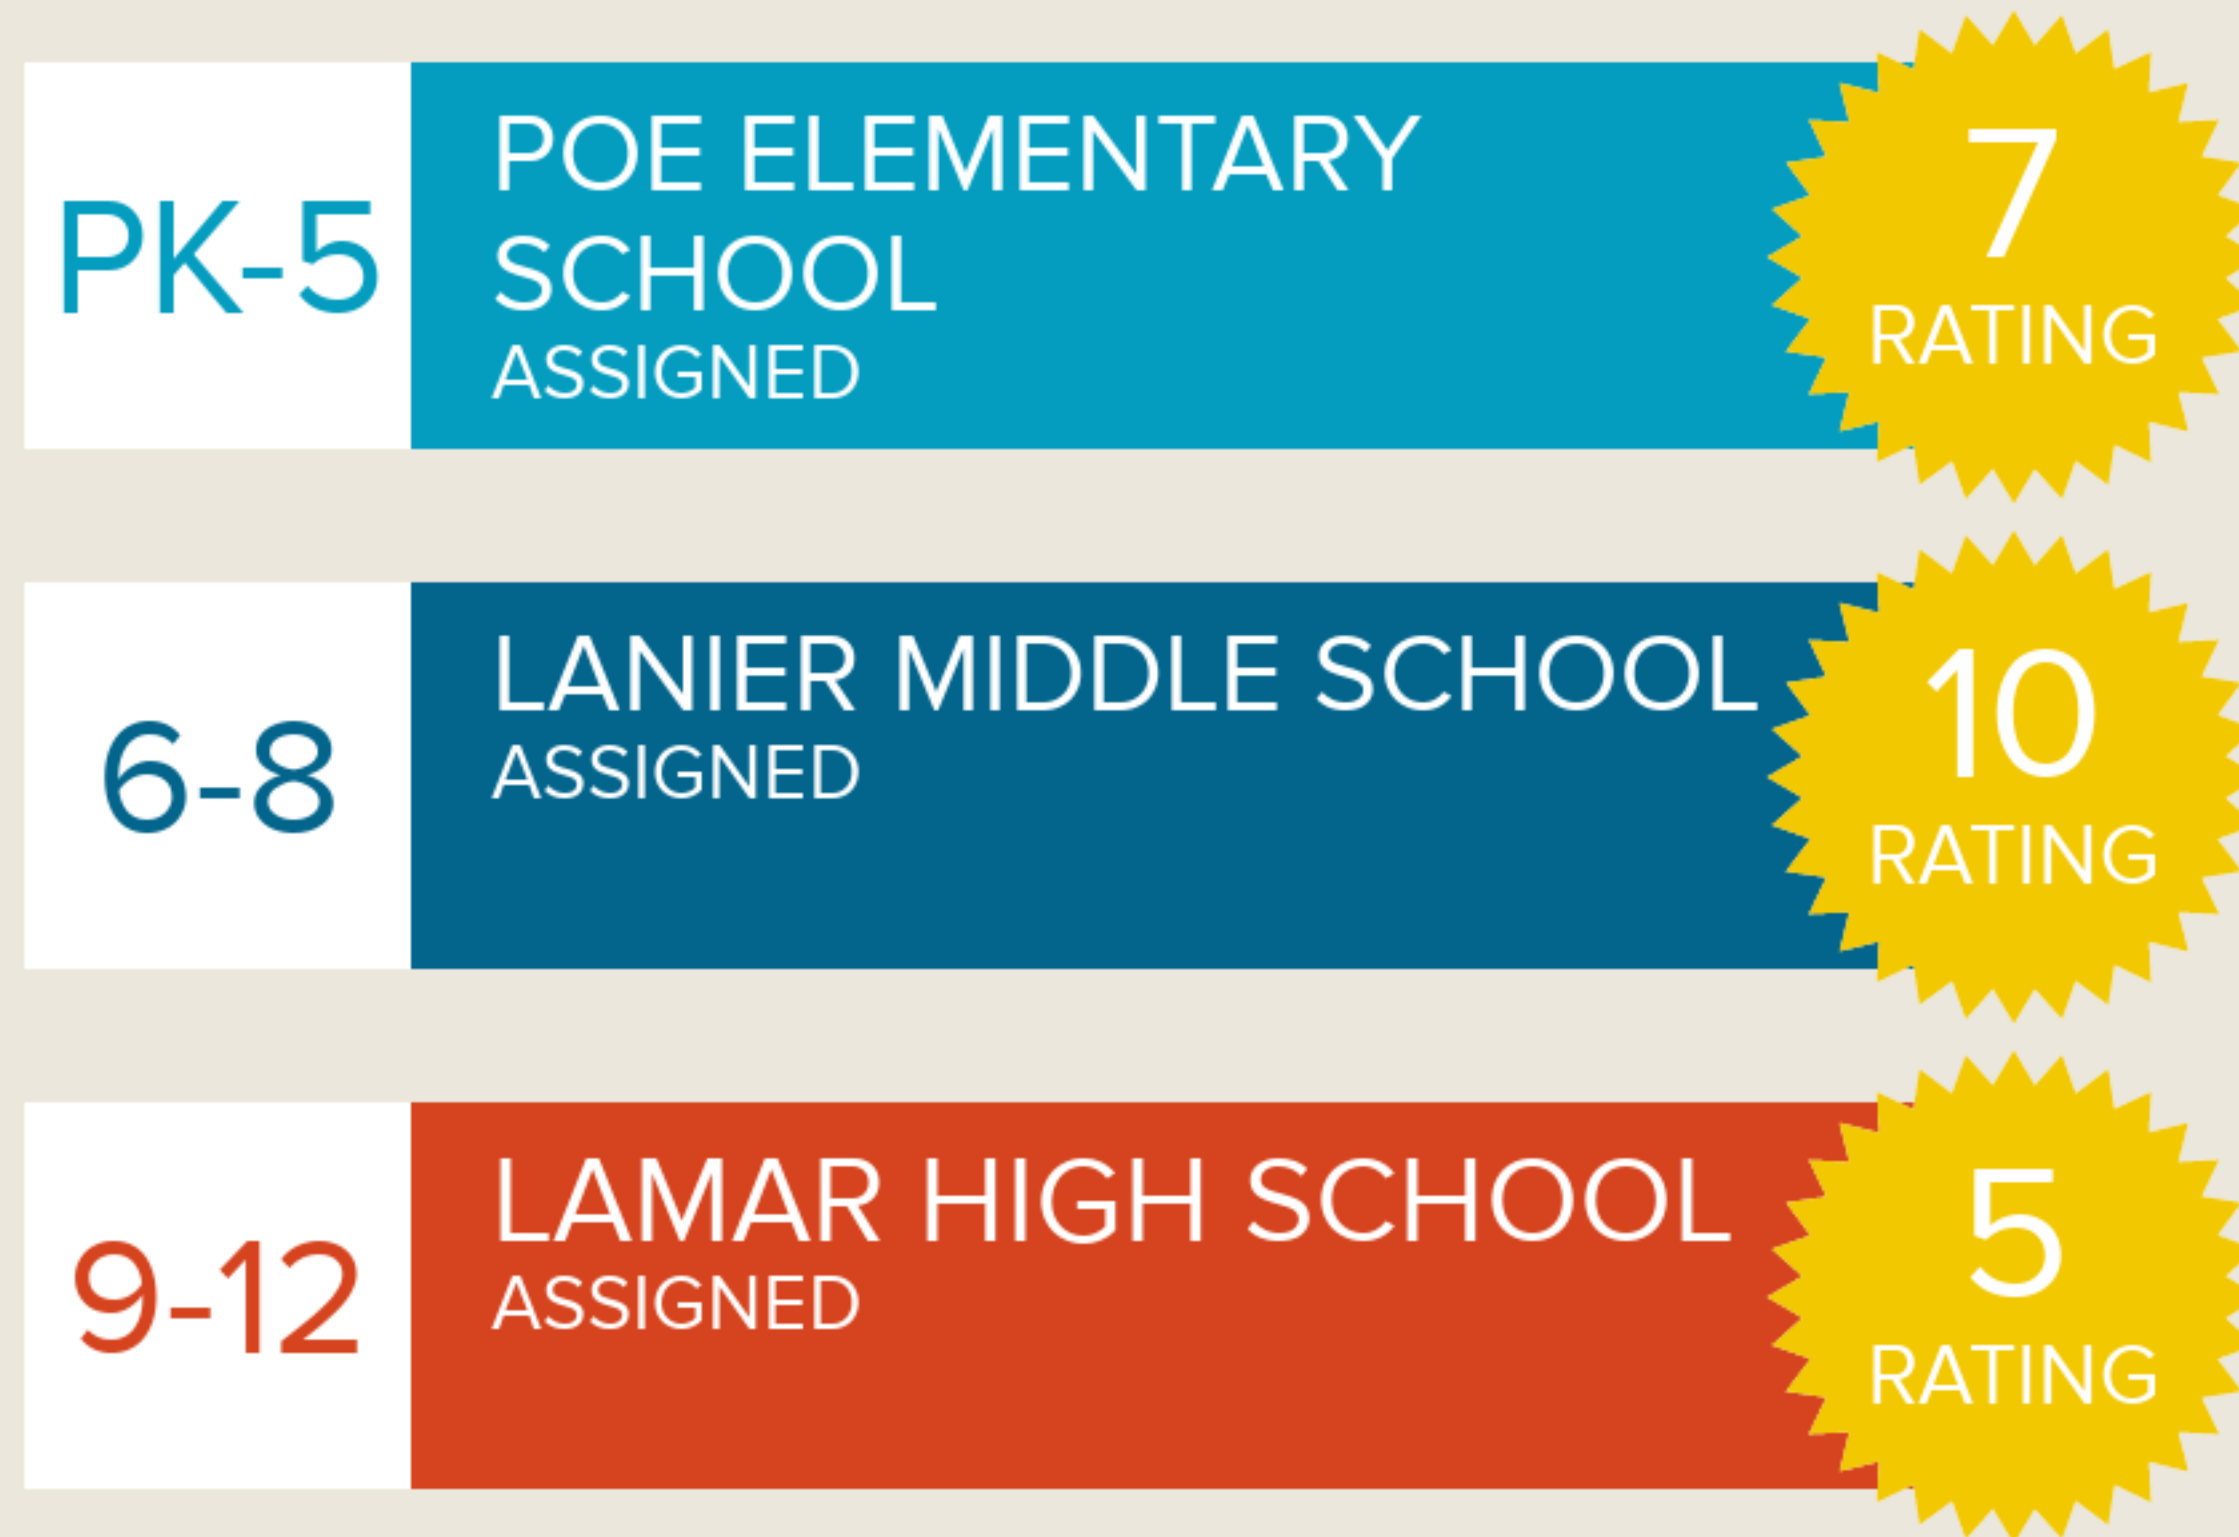 PK-5
POE ELEMENTARY
SCHOOL
ASSIGNED
7
RATING
6-8
LANIER MIDDLE SCHOOL
ASSIGNED
10
RATING
9-12
LAMAR HIGH SCHOOL
ASSIGNED
5
RATING